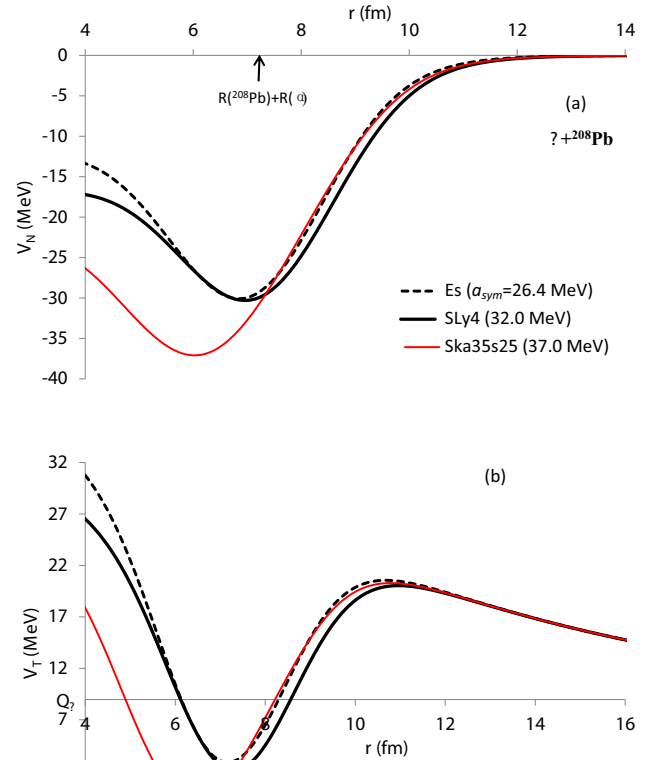 r (fm)
4 6 8 10 12 14
0
-5
-10
-15
-20
-25
-30
-35
-40
V_N (MeV)
R(²⁰⁸Pb)+R( α)
(a)
?+²⁰⁸Pb
Es (a_sym=26.4 MeV)
SLy4 (32.0 MeV)
Ska35s25 (37.0 MeV)
(b)
32
27
22
17
12
Q_?
7
V_T (MeV)
4 6 8 10 12 14 16
r (fm)